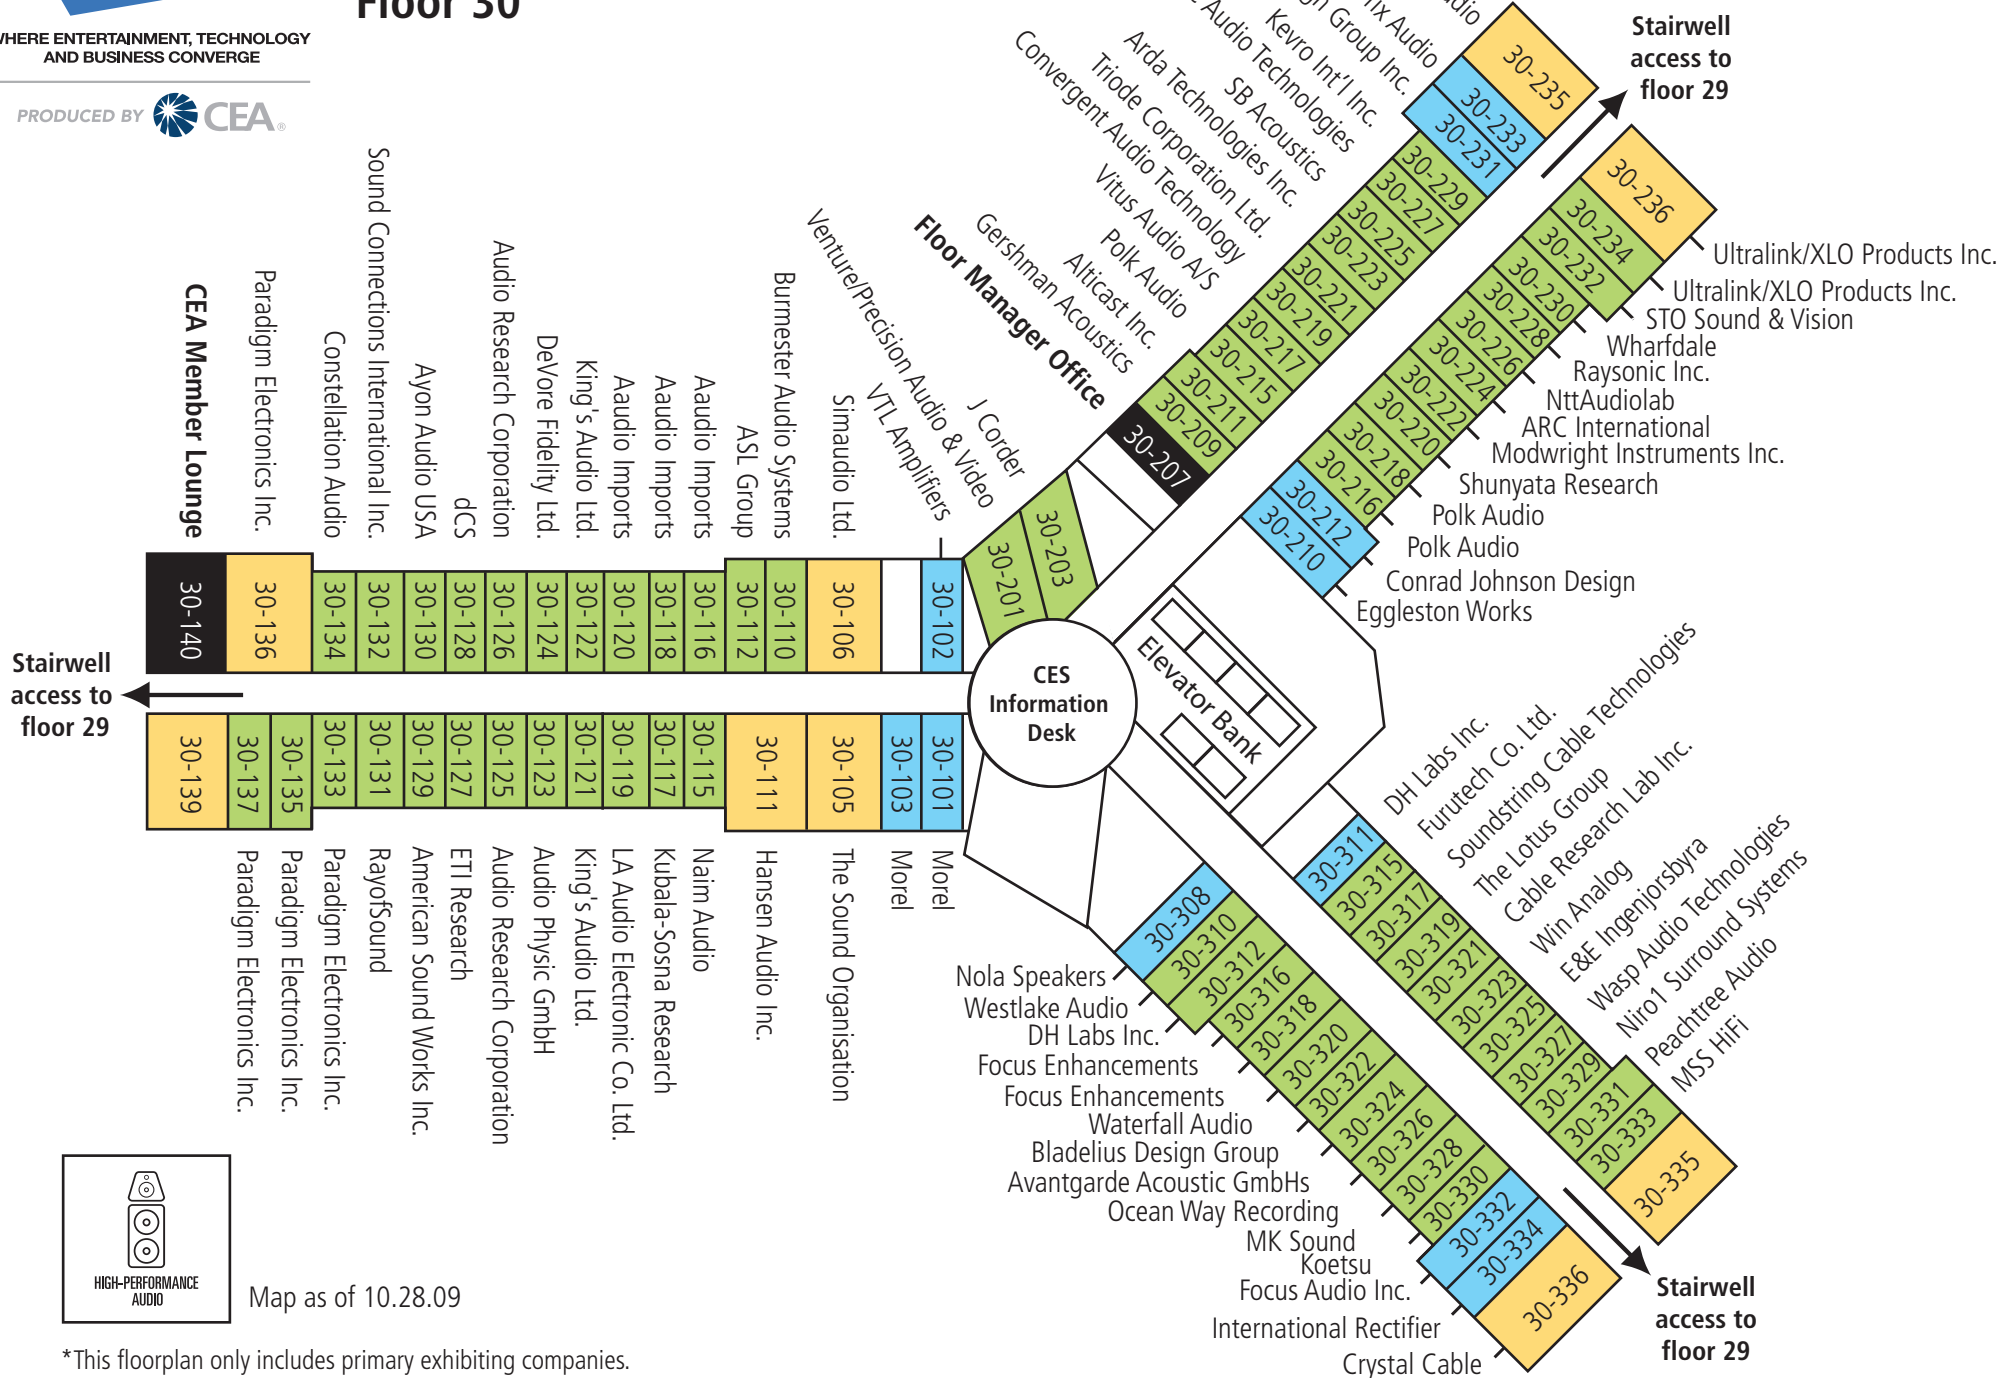 Floor 30
WHERE ENTERTAINMENT, TECHNOLOGY
AND BUSINESS CONVERGE
PRODUCED BY CEA®
Stairwell
access to
floor 29
CEA Member Lounge
Paradigm Electronics Inc.
Constellation Audio
Sound Connections International Inc.
Ayon Audio USA
dCS
Audio Research Corporation
DeVore Fidelity Ltd.
King's Audio Ltd.
Aaudio Imports
Aaudio Imports
Aaudio Imports
ASL Group
Burmester Audio Systems
Simaudio Ltd.
VTL Amplifiers
Venture/Precision Audio & Video
J Corder
30-140
30-136
30-134
30-132
30-130
30-128
30-126
30-124
30-122
30-120
30-118
30-116
30-112
30-110
30-106
30-102
30-201
30-203
30-139
30-137
30-135
30-133
30-131
30-129
30-127
30-125
30-123
30-121
30-119
30-117
30-115
30-111
30-105
30-103
30-101
Paradigm Electronics Inc.
Paradigm Electronics Inc.
Paradigm Electronics Inc.
RayofSound
American Sound Works Inc.
ETI Research
Audio Research Corporation
Audio Physic GmbH
King's Audio Ltd.
LA Audio Electronic Co. Ltd.
Kubala-Sosna Research
Naim Audio
Hansen Audio Inc.
The Sound Organisation
Morel
Morel
CES
Information
Desk
Elevator Bank
Floor Manager Office
Gershman Acoustics
Alticast Inc.
Polk Audio
Vitus Audio A/S
Convergent Audio Technology
Triode Corporation Ltd.
Arda Technologies Inc.
SB Acoustics
Audio Technologies
Kevro Int'l Inc.
Group Inc.
Audio
30-207
30-209
30-211
30-215
30-217
30-219
30-221
30-223
30-225
30-227
30-229
30-231
30-233
30-235
Stairwell
access to
floor 29
30-236
30-234
30-232
30-230
30-228
30-226
30-224
30-222
30-220
30-218
30-216
30-212
30-210
Ultralink/XLO Products Inc.
Ultralink/XLO Products Inc.
STO Sound & Vision
Wharfdale
Raysonic Inc.
NttAudiolab
ARC International
Modwright Instruments Inc.
Shunyata Research
Polk Audio
Polk Audio
Conrad Johnson Design
Eggleston Works
DH Labs Inc.
Furutech Co. Ltd.
Soundstring Cable Technologies
The Lotus Group
Cable Research Lab Inc.
Win Analog
E&E Ingenjorsbyra
Wasp Audio Technologies
Niro1 Surround Systems
Peachtree Audio
MSS HiFi
30-311
30-315
30-317
30-319
30-321
30-323
30-325
30-327
30-329
30-331
30-333
30-335
30-308
30-310
30-312
30-316
30-318
30-320
30-322
30-324
30-326
30-328
30-330
30-332
30-334
30-336
Nola Speakers
Westlake Audio
DH Labs Inc.
Focus Enhancements
Focus Enhancements
Waterfall Audio
Bladelius Design Group
Avantgarde Acoustic GmbHs
Ocean Way Recording
MK Sound
Koetsu
Focus Audio Inc.
International Rectifier
Crystal Cable
Stairwell
access to
floor 29
HIGH-PERFORMANCE
AUDIO
Map as of 10.28.09
*This floorplan only includes primary exhibiting companies.